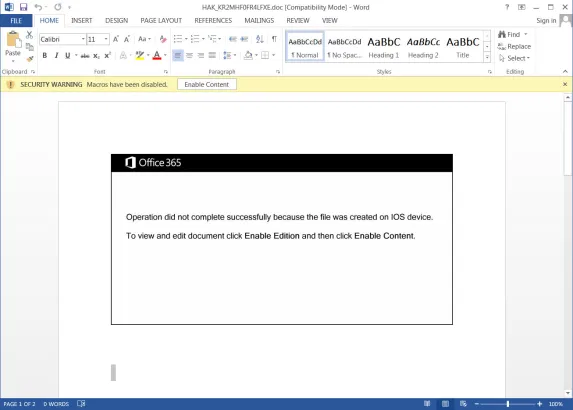 HAK_KR2MHF0FR4LFXE.doc [Compatibility Mode] - Word
FILE HOME INSERT DESIGN PAGE LAYOUT REFERENCES MAILINGS REVIEW VIEW Sign in
Paste
Calibri 11 A A Aa
B I U abc X₂ X² A A
AaBbCcDd AaBbCcDd AaBbC AaBbCc AaBbC
¶ Normal ¶ No Spac... Heading 1 Heading 2 Title
Find
Replace
Select
Clipboard Font Paragraph Styles Editing
SECURITY WARNING Macros have been disabled. Enable Content
Office 365
Operation did not complete successfully because the file was created on IOS device.
To view and edit document click Enable Edition and then click Enable Content.
PAGE 1 OF 2 0 WORDS 100%